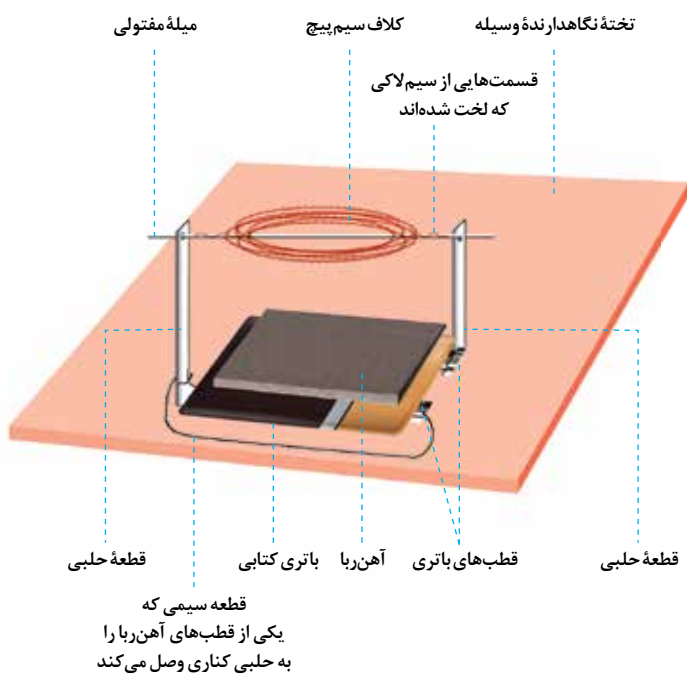 تختهٔ نگاهدارندهٔ وسیله
کلاف سیم‌پیچ
میلهٔ مفتولی
قسمت‌هایی از سیم لاکی
که لخت شده‌اند
قطعهٔ حلبی
قطب‌های باتری
آهن‌ربا
باتری کتابی
قطعهٔ حلبی
قطعه سیمی که
یکی از قطب‌های آهن‌ربا را
به حلبی کناری وصل می‌کند